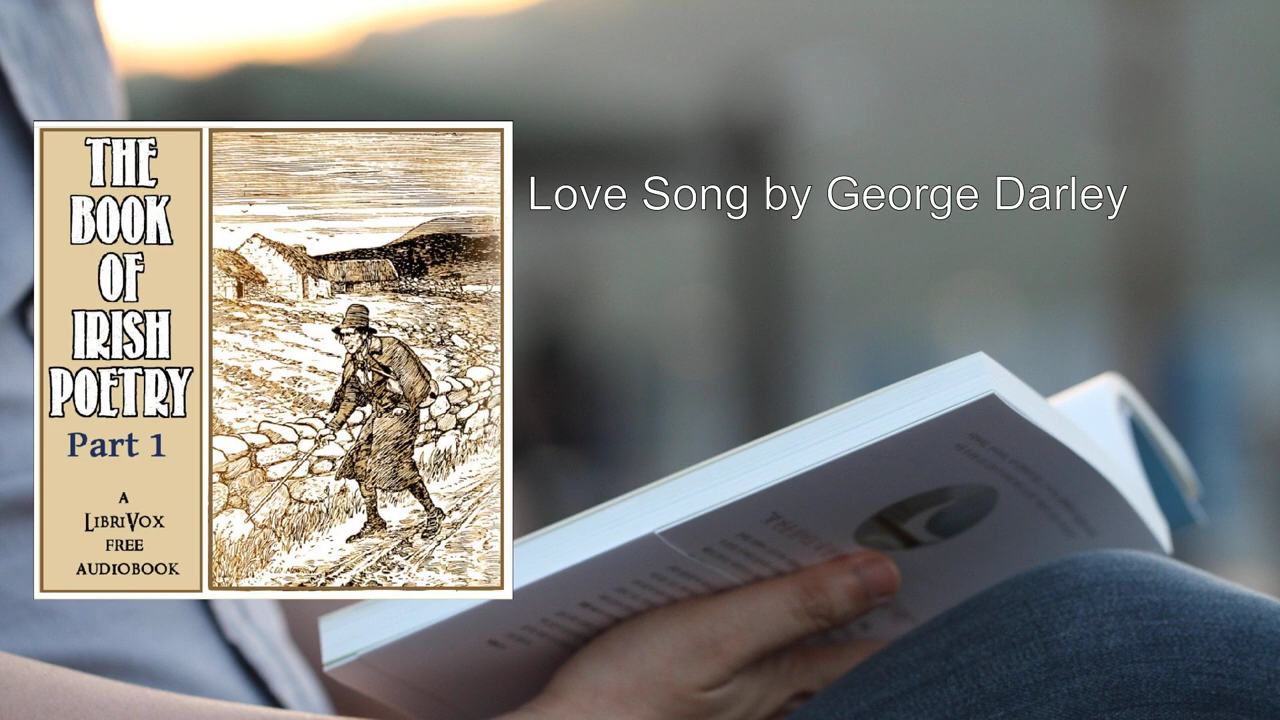 THE
BOOK
OF
IRISH
POETRY
Part 1
A
LIBRIVOX
FREE
AUDIOBOOK
Love Song by George Darley